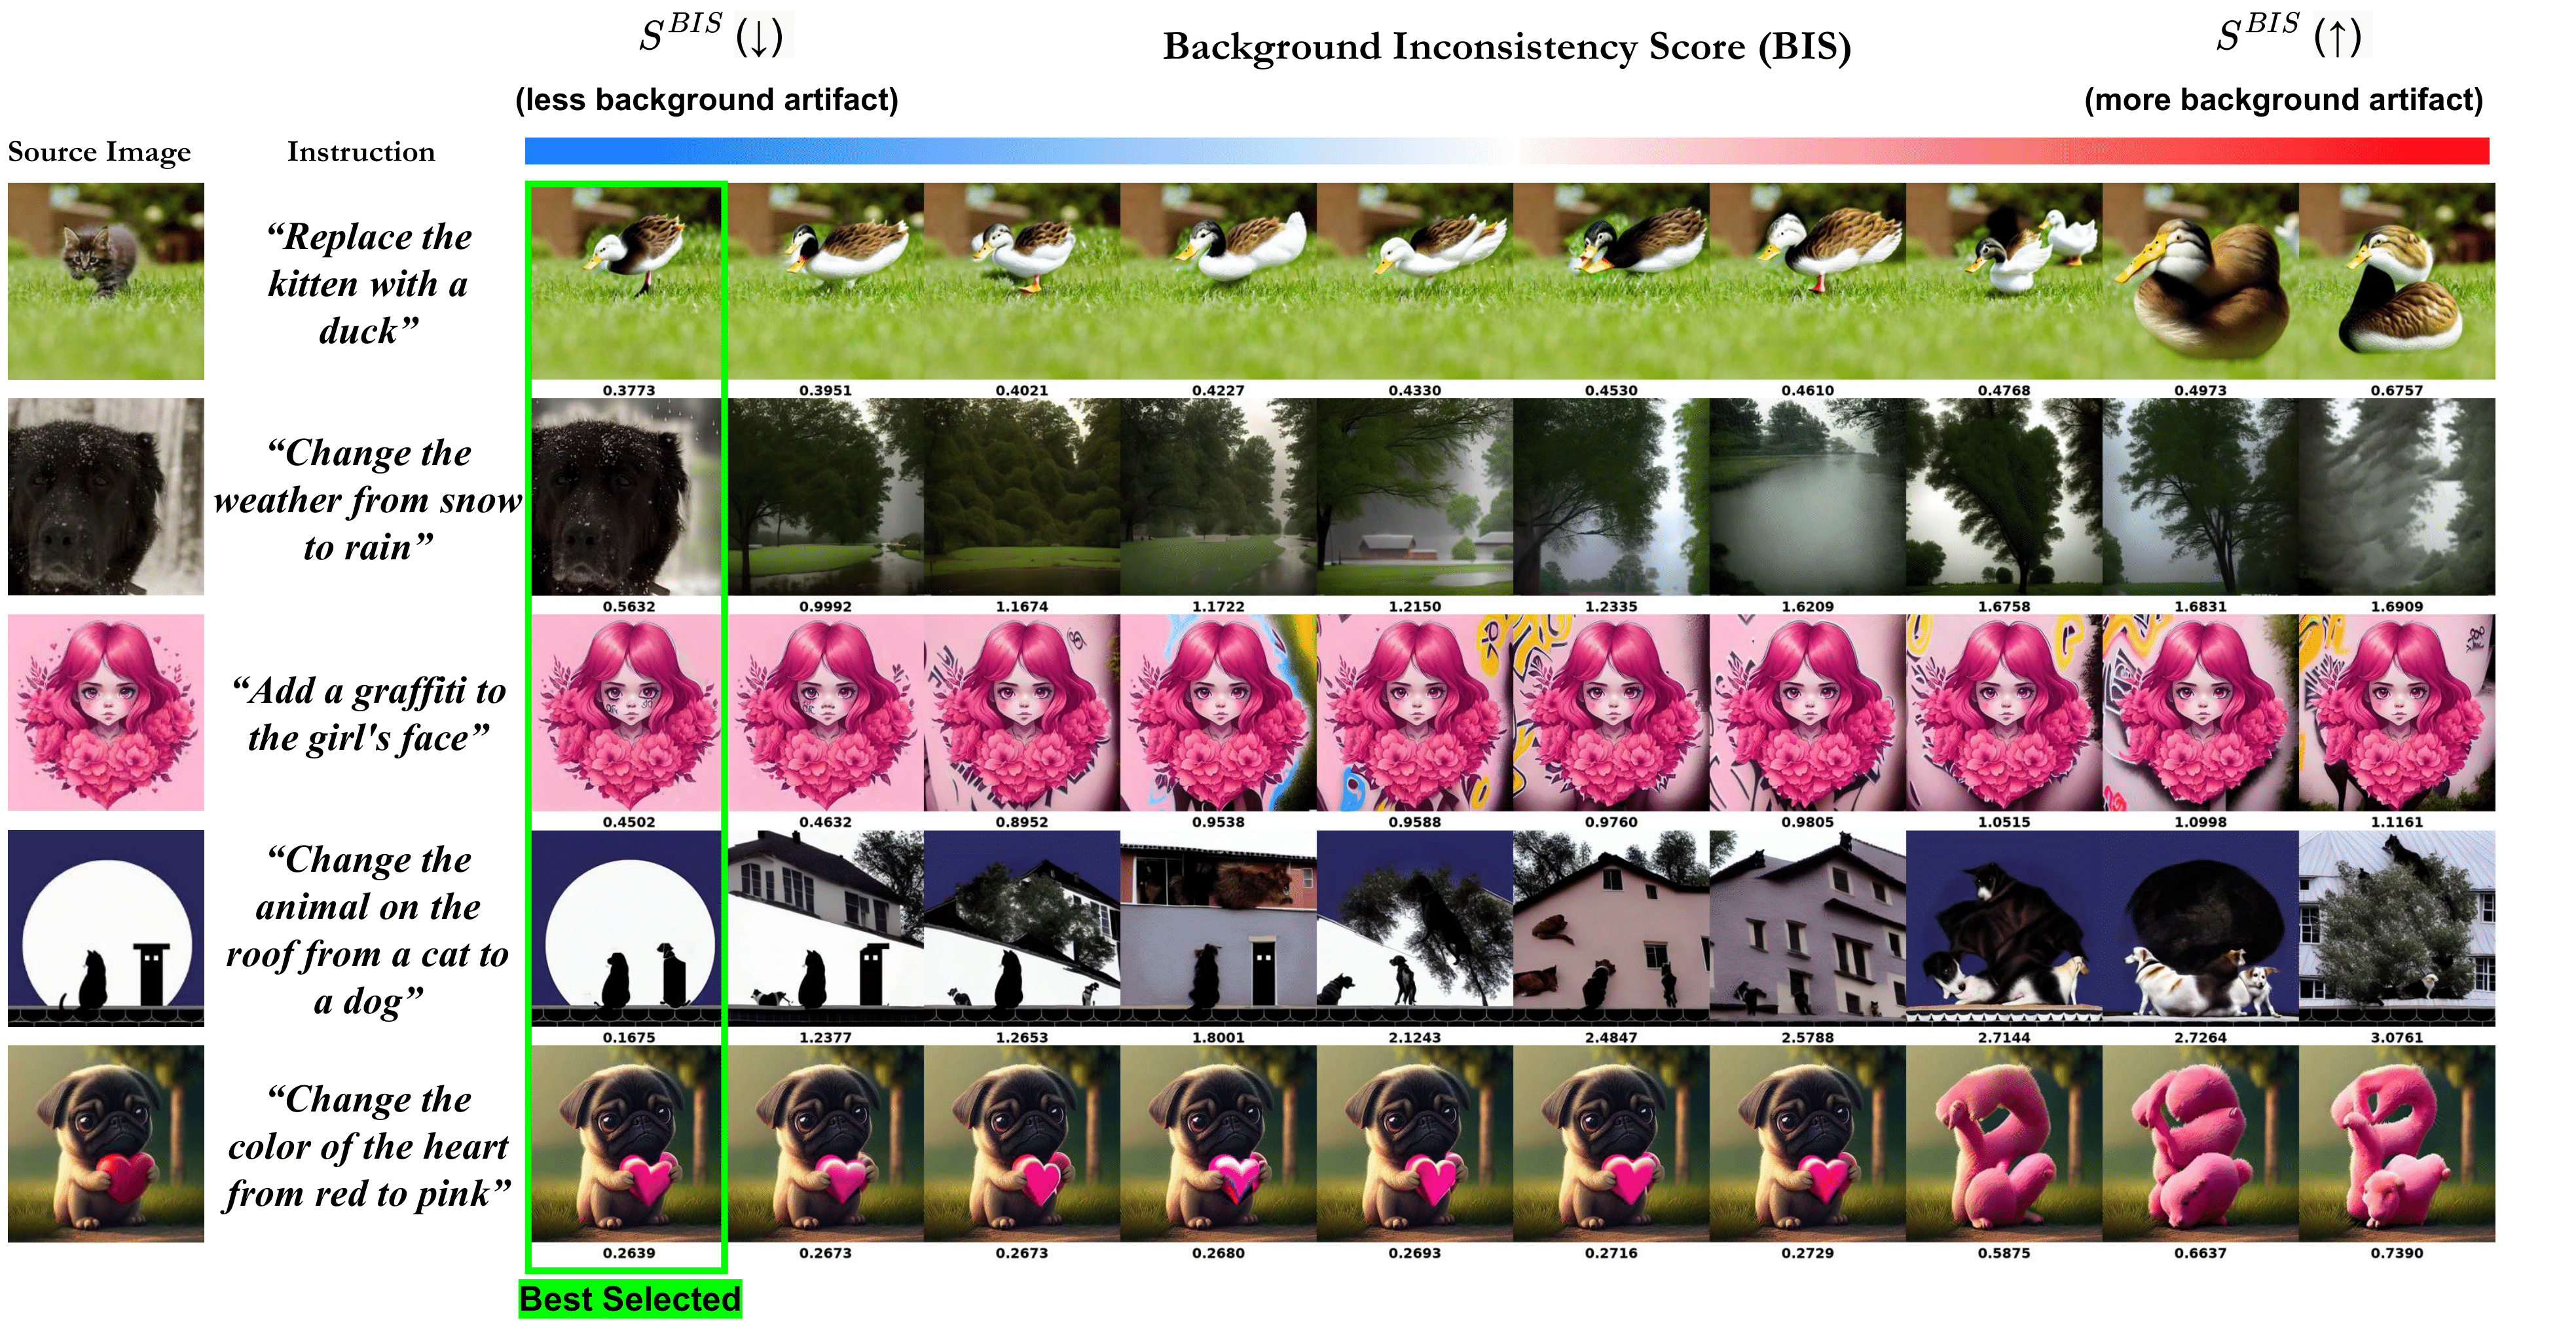 S^{BIS} (↓)
Background Inconsistency Score (BIS)
S^{BIS} (↑)
(less background artifact)
(more background artifact)
Source Image
Instruction
“Replace the
kitten with a
duck”
0.3773 0.3951 0.4021 0.4227 0.4330 0.4530 0.4610 0.4768 0.4973 0.6757
“Change the
weather from snow
to rain”
0.5632 0.9992 1.1674 1.1722 1.2150 1.2335 1.6209 1.6758 1.6831 1.6909
“Add a graffiti to
the girl's face”
0.4502 0.4632 0.8952 0.9538 0.9588 0.9760 0.9805 1.0515 1.0998 1.1161
“Change the
animal on the
roof from a cat to
a dog”
0.1675 1.2377 1.2653 1.8001 2.1243 2.4847 2.5788 2.7144 2.7264 3.0761
“Change the
color of the heart
from red to pink”
0.2639 0.2673 0.2673 0.2680 0.2693 0.2716 0.2729 0.5875 0.6637 0.7390
Best Selected